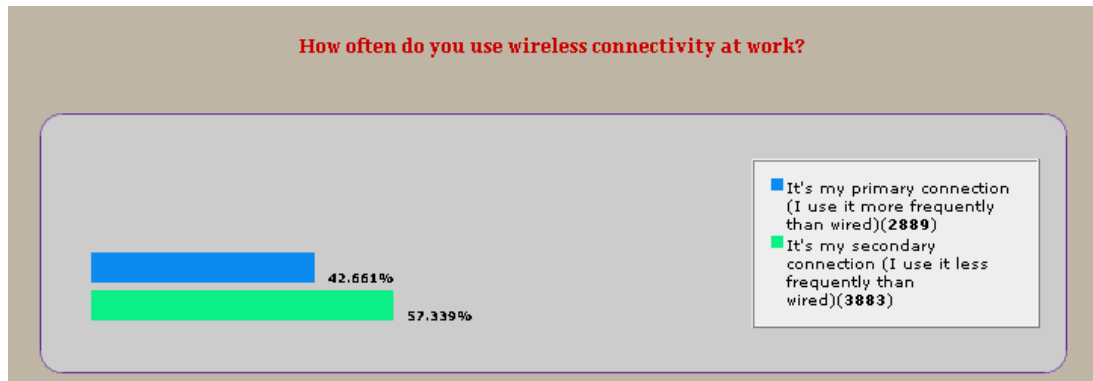 How often do you use wireless connectivity at work?
It's my primary connection
(I use it more frequently
than wired)(2889)
It's my secondary
connection (I use it less
frequently than
wired)(3883)
42.661%
57.339%